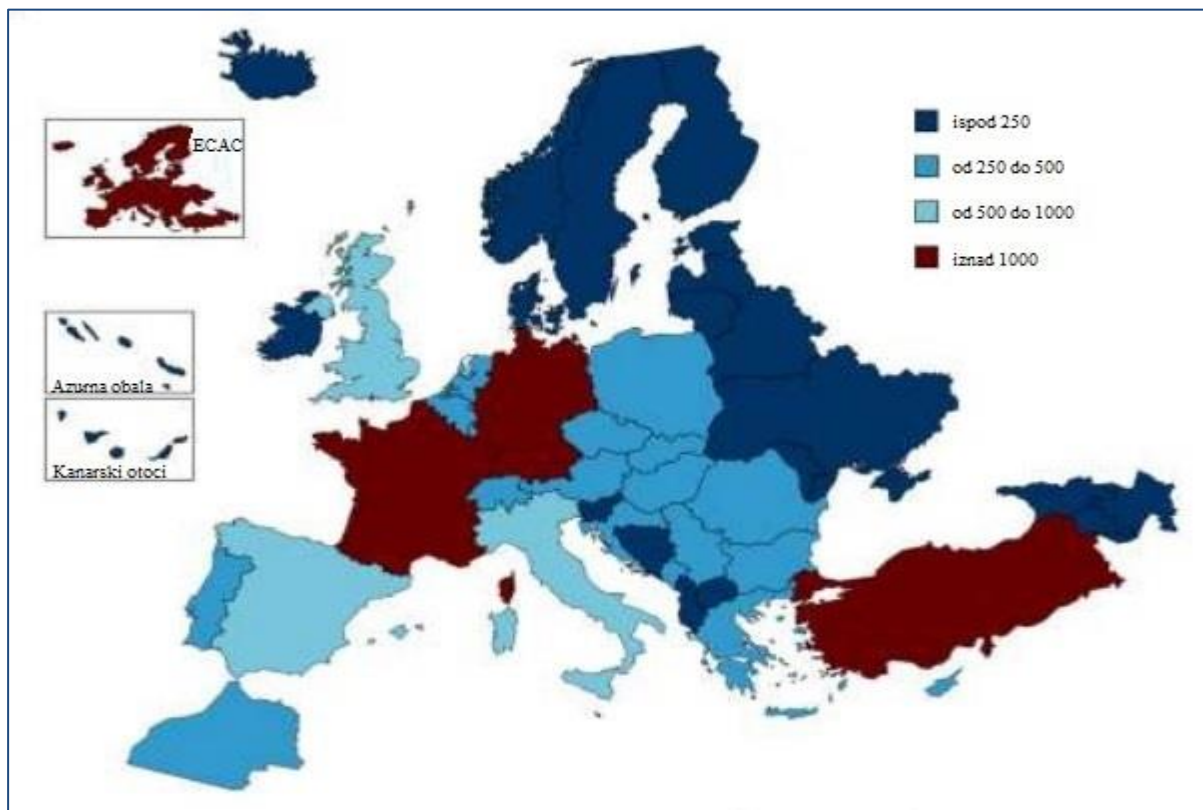 ECAC
ispod 250
od 250 do 500
od 500 do 1000
iznad 1000
Azurna obala
Kanarski otoci